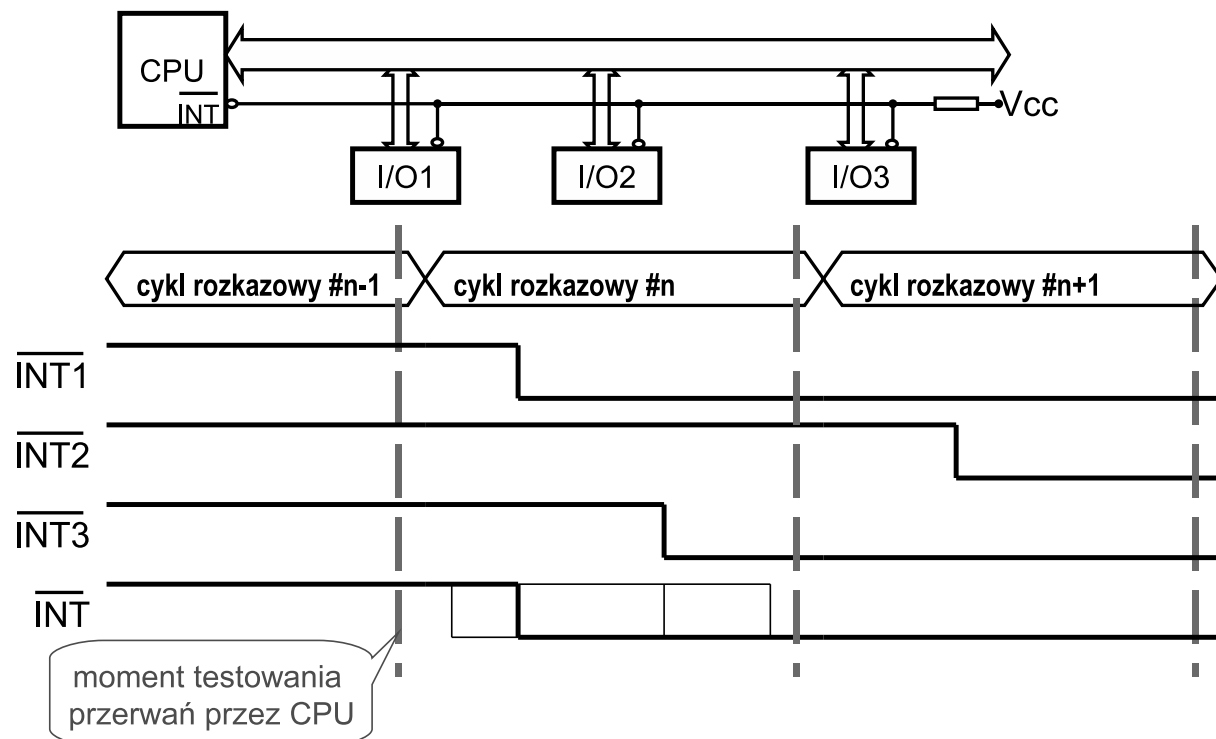 CPU
INT
Vcc
I/O1
I/O2
I/O3
cykl rozkazowy #n-1
cykl rozkazowy #n
cykl rozkazowy #n+1
INT1
INT2
INT3
INT
moment testowania
przerwań przez CPU